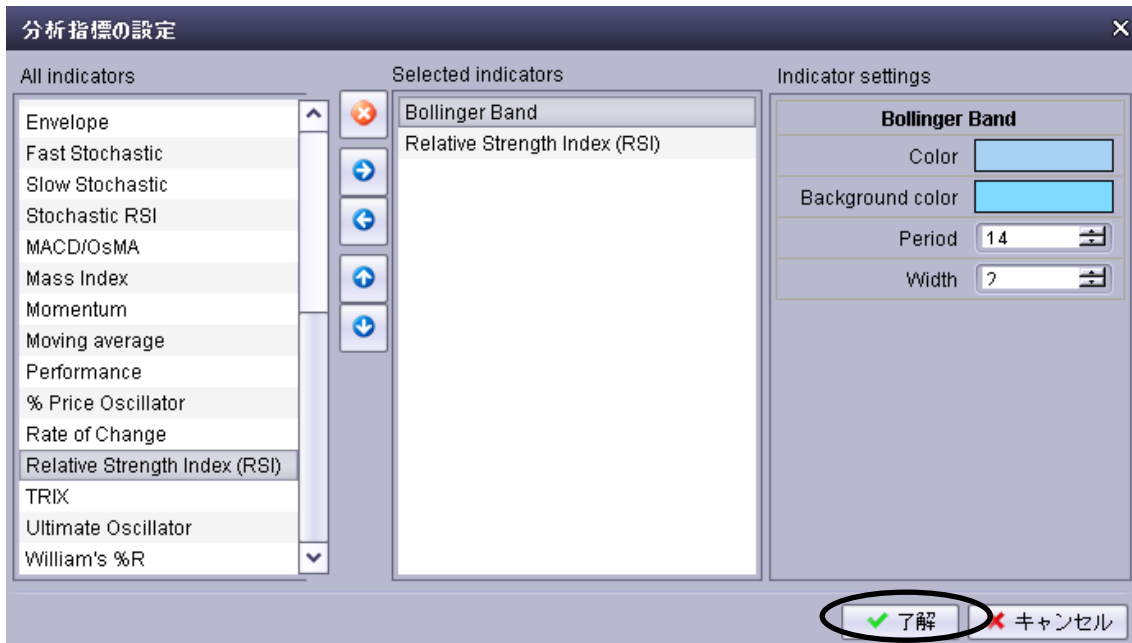 分析指標の設定
All indicators
Envelope
Fast Stochastic
Slow Stochastic
Stochastic RSI
MACD/OsMA
Mass Index
Momentum
Moving average
Performance
% Price Oscillator
Rate of Change
Relative Strength Index (RSI)
TRIX
Ultimate Oscillator
William's %R
Selected indicators
Bollinger Band
Relative Strength Index (RSI)
Indicator settings
Bollinger Band
Color
Background color
Period 14
Width 2
了解
キャンセル